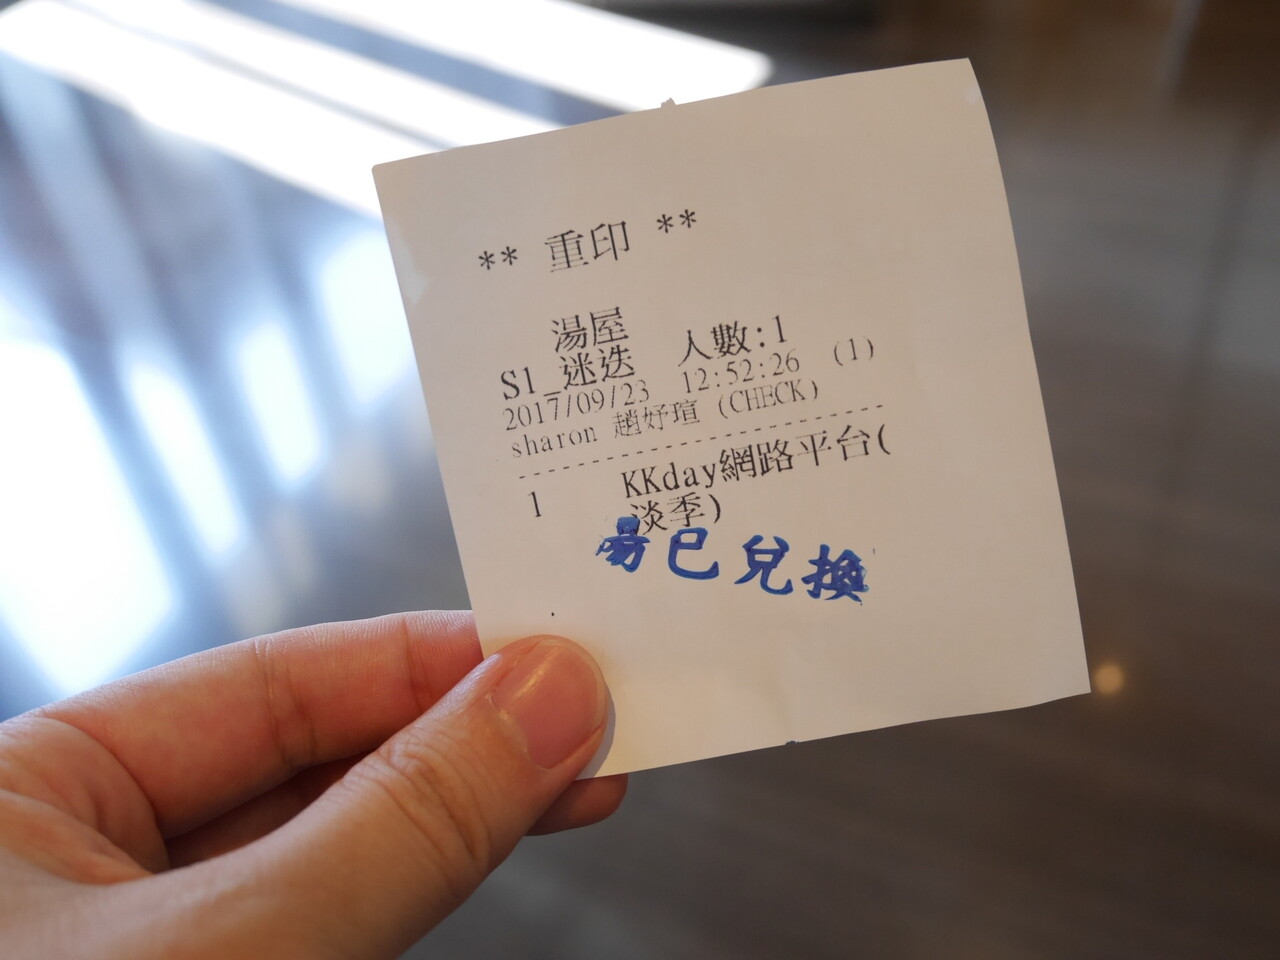 ** 重印 **
湯屋
S1_迷迭 人數:1
2017/09/23 12:52:26 (1)
sharon 趙妤瑄 (CHECK)
1 KKday網路平台(
淡季)
已兌換